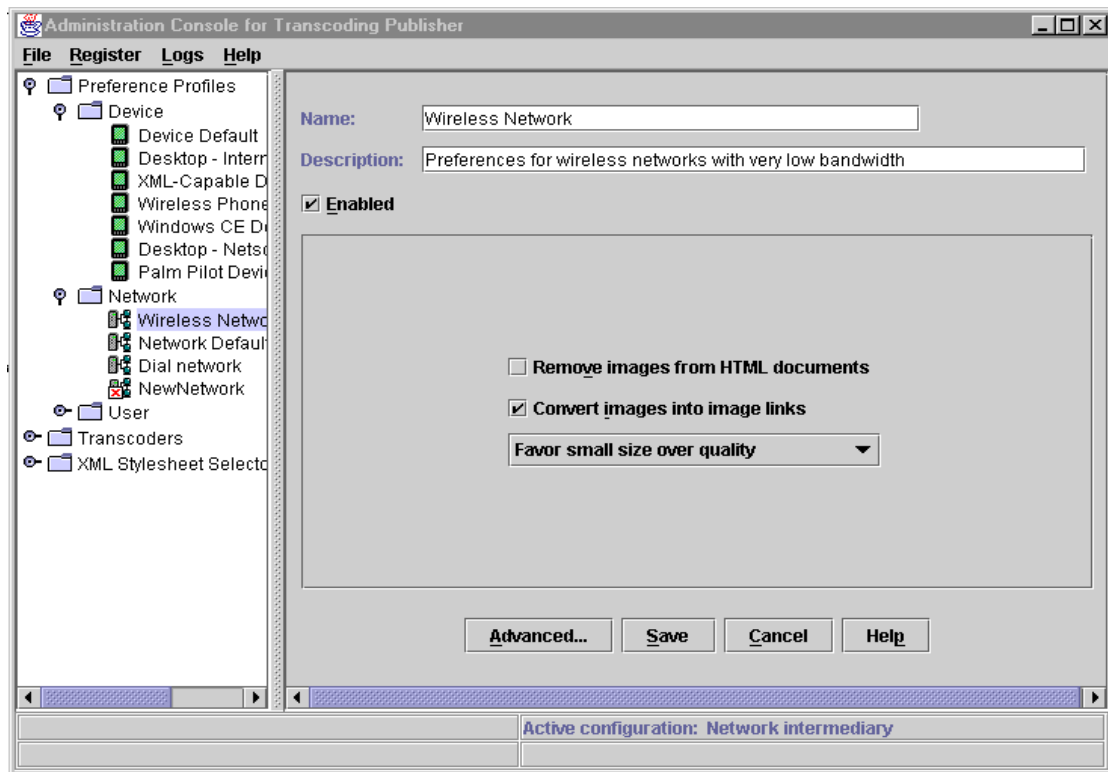 Administration Console for Transcoding Publisher
File Register Logs Help
Preference Profiles
Device
Device Default
Desktop - Intern
XML-Capable D
Wireless Phone
Windows CE De
Desktop - Netsc
Palm Pilot Devi
Network
Wireless Netwo
Network Default
Dial network
NewNetwork
User
Transcoders
XML Stylesheet Selecto
Name: Wireless Network
Description: Preferences for wireless networks with very low bandwidth
Enabled
Remove images from HTML documents
Convert images into image links
Favor small size over quality
Advanced... Save Cancel Help
Active configuration: Network intermediary